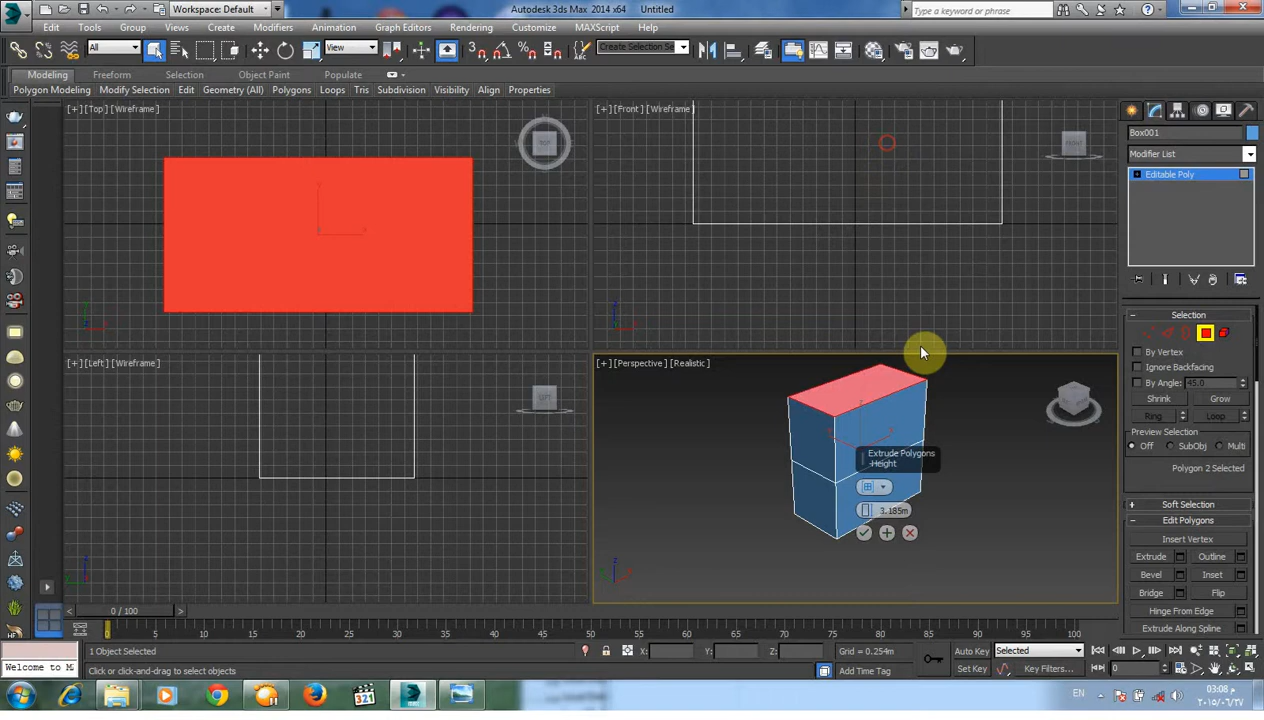 Workspace: Default
Autodesk 3ds Max 2014 x64    Untitled
Type a keyword or phrase
Edit Tools Group Views Create Modifiers Animation Graph Editors Rendering Customize MAXScript Help
All
View
Create Selection Se
Modeling Freeform Selection Object Paint Populate
Polygon Modeling Modify Selection Edit Geometry (All) Polygons Loops Tris Subdivision Visibility Align Properties
[+] [Top] [Wireframe]
TOP
[+] [Front] [Wireframe]
FRONT
Box001
Modifier List
Editable Poly
Selection
By Vertex
Ignore Backfacing
By Angle: 45.0
Shrink Grow
Ring Loop
Preview Selection
Off SubObj Multi
Polygon 2 Selected
Soft Selection
Edit Polygons
Insert Vertex
Extrude Outline
Bevel Inset
Bridge Flip
Hinge From Edge
Extrude Along Spline
[+] [Left] [Wireframe]
LEFT
[+] [Perspective] [Realistic]
Extrude Polygons
-Height
3.185m
0 / 100
0 5 10 15 20 25 30 35 40 45 50 55 60 65 70 75 80 85 90 95 100
1 Object Selected
X: Y: Z: Grid = 0.254m
Auto Key Selected
Welcome to M
Click or click-and-drag to select objects
Add Time Tag
Set Key Key Filters...
0
321
EN
03:08 م
٢٠١٥/٠٦/٢٧